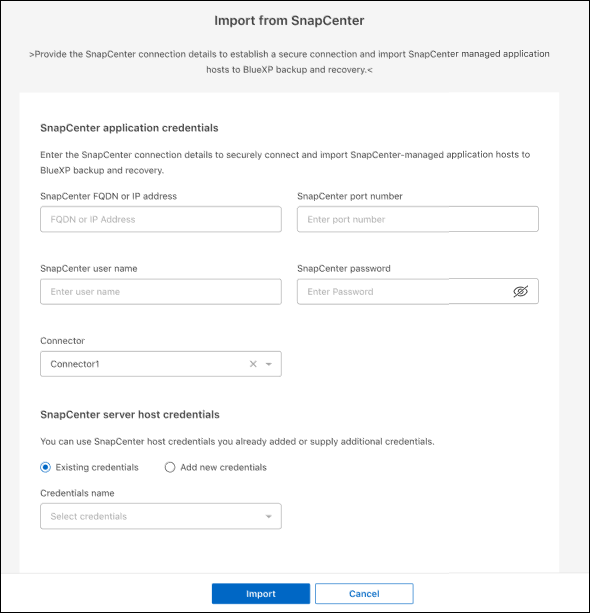 Import from SnapCenter
>Provide the SnapCenter connection details to establish a secure connection and import SnapCenter managed application
hosts to BlueXP backup and recovery.<
SnapCenter application credentials
Enter the SnapCenter connection details to securely connect and import SnapCenter-managed application hosts to
BlueXP backup and recovery.
SnapCenter FQDN or IP address
FQDN or IP Address
SnapCenter port number
Enter port number
SnapCenter user name
Enter user name
SnapCenter password
Enter Password
Connector
Connector1
SnapCenter server host credentials
You can use SnapCenter host credentials you already added or supply additional credentials.
Existing credentials
Add new credentials
Credentials name
Select credentials
Import
Cancel